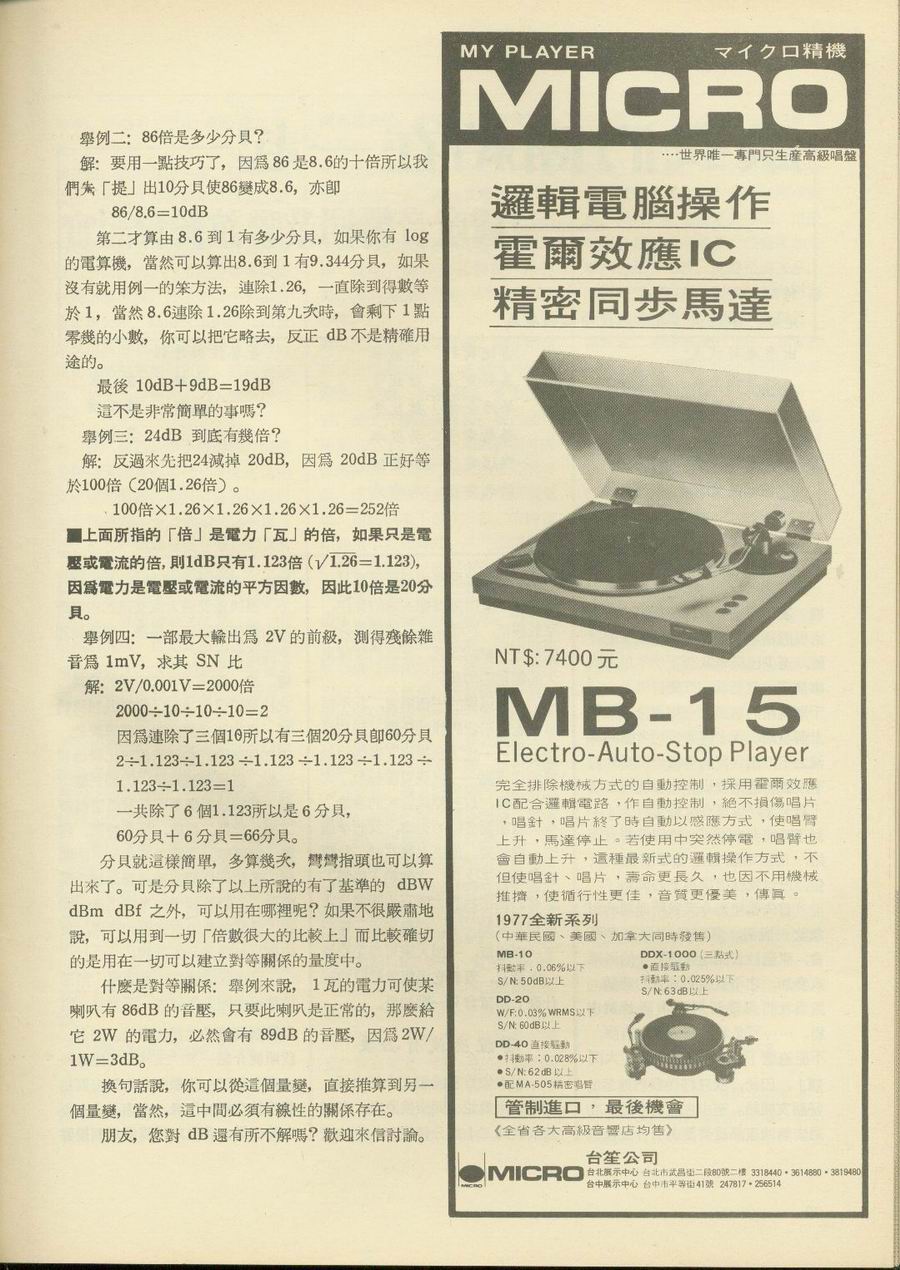 舉例二：86倍是多少分貝？
解：要用一點技巧了，因爲86是8.6的十倍所以我
們先「提」出10分貝使86變成8.6，亦卽
86/8.6=10dB
第二才算由8.6到1有多少分貝，如果你有 log
的電算機，當然可以算出8.6到1有9.344分貝，如果
沒有就用例一的笨方法，連除1.26，一直除到得數等
於1，當然8.6連除1.26除到第九次時，會剩下1點
零幾的小數，你可以把它略去，反正 dB不是精確用
途的。
最後 10dB+9dB=19dB
這不是非常簡單的事嗎？
舉例三：24dB 到底有幾倍？
解：反過來先把24減掉 20dB，因爲 20dB 正好等
於100倍（20個1.26倍）。
100倍×1.26×1.26×1.26×1.26=252倍
■上面所指的「倍」是電力「瓦」的倍，如果只是電
壓或電流的倍，則1dB只有1.123倍（√1.26=1.123），
因爲電力是電壓或電流的平方因數，因此10倍是20分
貝。
舉例四：一部最大輸出爲 2V 的前級，測得殘餘雜
音爲 1mV，求其 SN 比
解：2V/0.001V=2000倍
2000÷10÷10÷10=2
因爲連除了三個10所以有三個20分貝卽60分貝
2÷1.123÷1.123÷1.123÷1.123÷1.123÷
1.123÷1.123=1
一共除了6個1.123所以是6分貝，
60分貝+6分貝=66分貝。
分貝就這樣簡單，多算幾次，彎彎指頭也可以算
出來了。可是分貝除了以上所說的有了基準的 dBW
dBm dBf 之外，可以用在哪裡呢？如果不很嚴肅地
說，可以用到一切「倍數很大的比較上」而比較確切
的是用在一切可以建立對等關係的量度中。
什麼是對等關係：舉例來說，1瓦的電力可使某
喇叭有86dB的音壓，只要此喇叭是正常的，那麼給
它 2W 的電力，必然會有 89dB 的音壓，因爲2W/
1W=3dB。
換句話說，你可以從這個量變，直接推算到另一
個量變，當然，這中間必須有線性的關係存在。
朋友，您對 dB 還有所不解嗎？歡迎來信討論。
MY PLAYER マイクロ精機
MICRO
····世界唯一專門只生産高級唱盤
邏輯電腦操作
霍爾效應IC
精密同步馬達
NT$:7400元
MB-15
Electro-Auto-Stop Player
完全排除機械方式的自動控制，採用霍爾效應
IC配合邏輯電路，作自動控制，絶不損傷唱片
，唱針，唱片終了時自動以感應方式，使唱臂
上升，馬達停止。若使用中突然停電，唱臂也
會自動上升，這種最新式的邏輯操作方式，不
但使唱針、唱片，壽命更長久，也因不用機械
推擠，使循行性更佳，音質更優美，傳眞。
1977全新系列
（中華民國、美國、加拿大同時發售）
MB-10
抖動率：0.06%以下
S/N: 50dB以上
DD-20
W/F:0.03%WRMS以下
S/N: 60dB以上
DD-40 直接驅動
●抖動率：0.028%以下
●S/N:62dB以上
●配MA-505精密唱臂
DDX-1000（三點式）
●直接驅動
抖動率：0.025%以下
S/N: 63dB以上
管制進口，最後機會
《全省各大高級音響店均售》
台笙公司
MICRO
MICRO 台北展示中心 台北市武昌街二段80號二樓 3318440・3614880・3819480
台中展示中心 台中市平等街41號 247817・256514